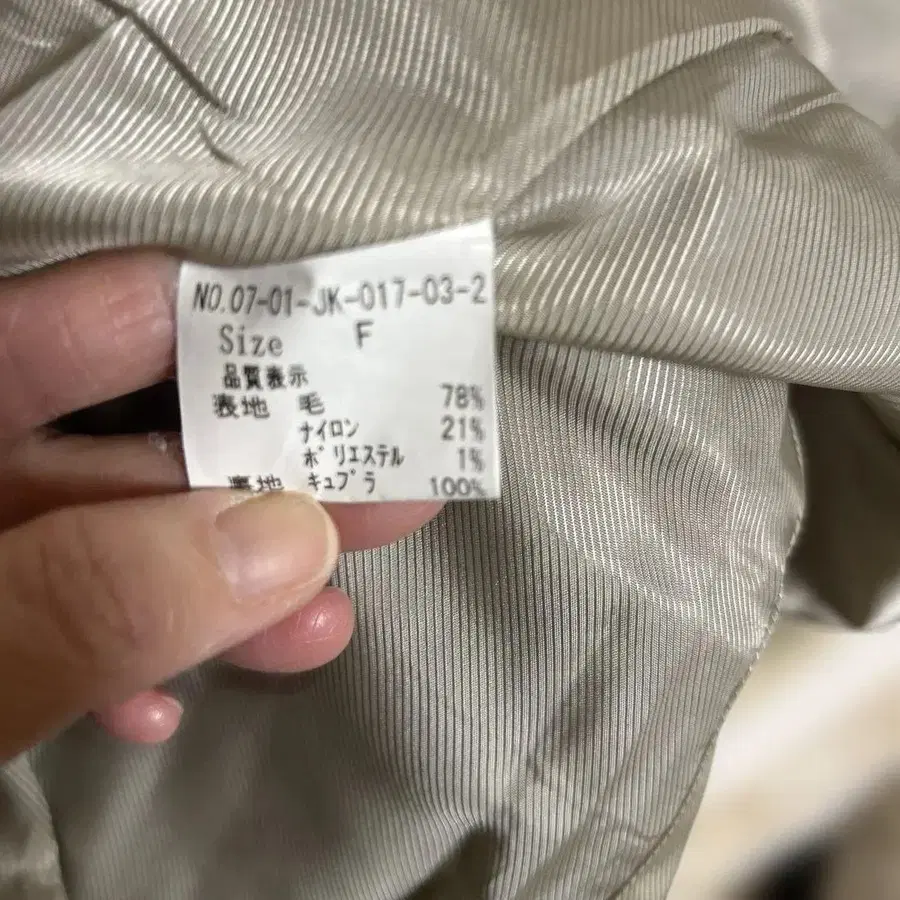 NO.07-01-JK-017-03-2
Size F
品質表示
表地 毛 78%
ナイロン 21%
ポリエステル 1%
裏地 キュプラ 100%